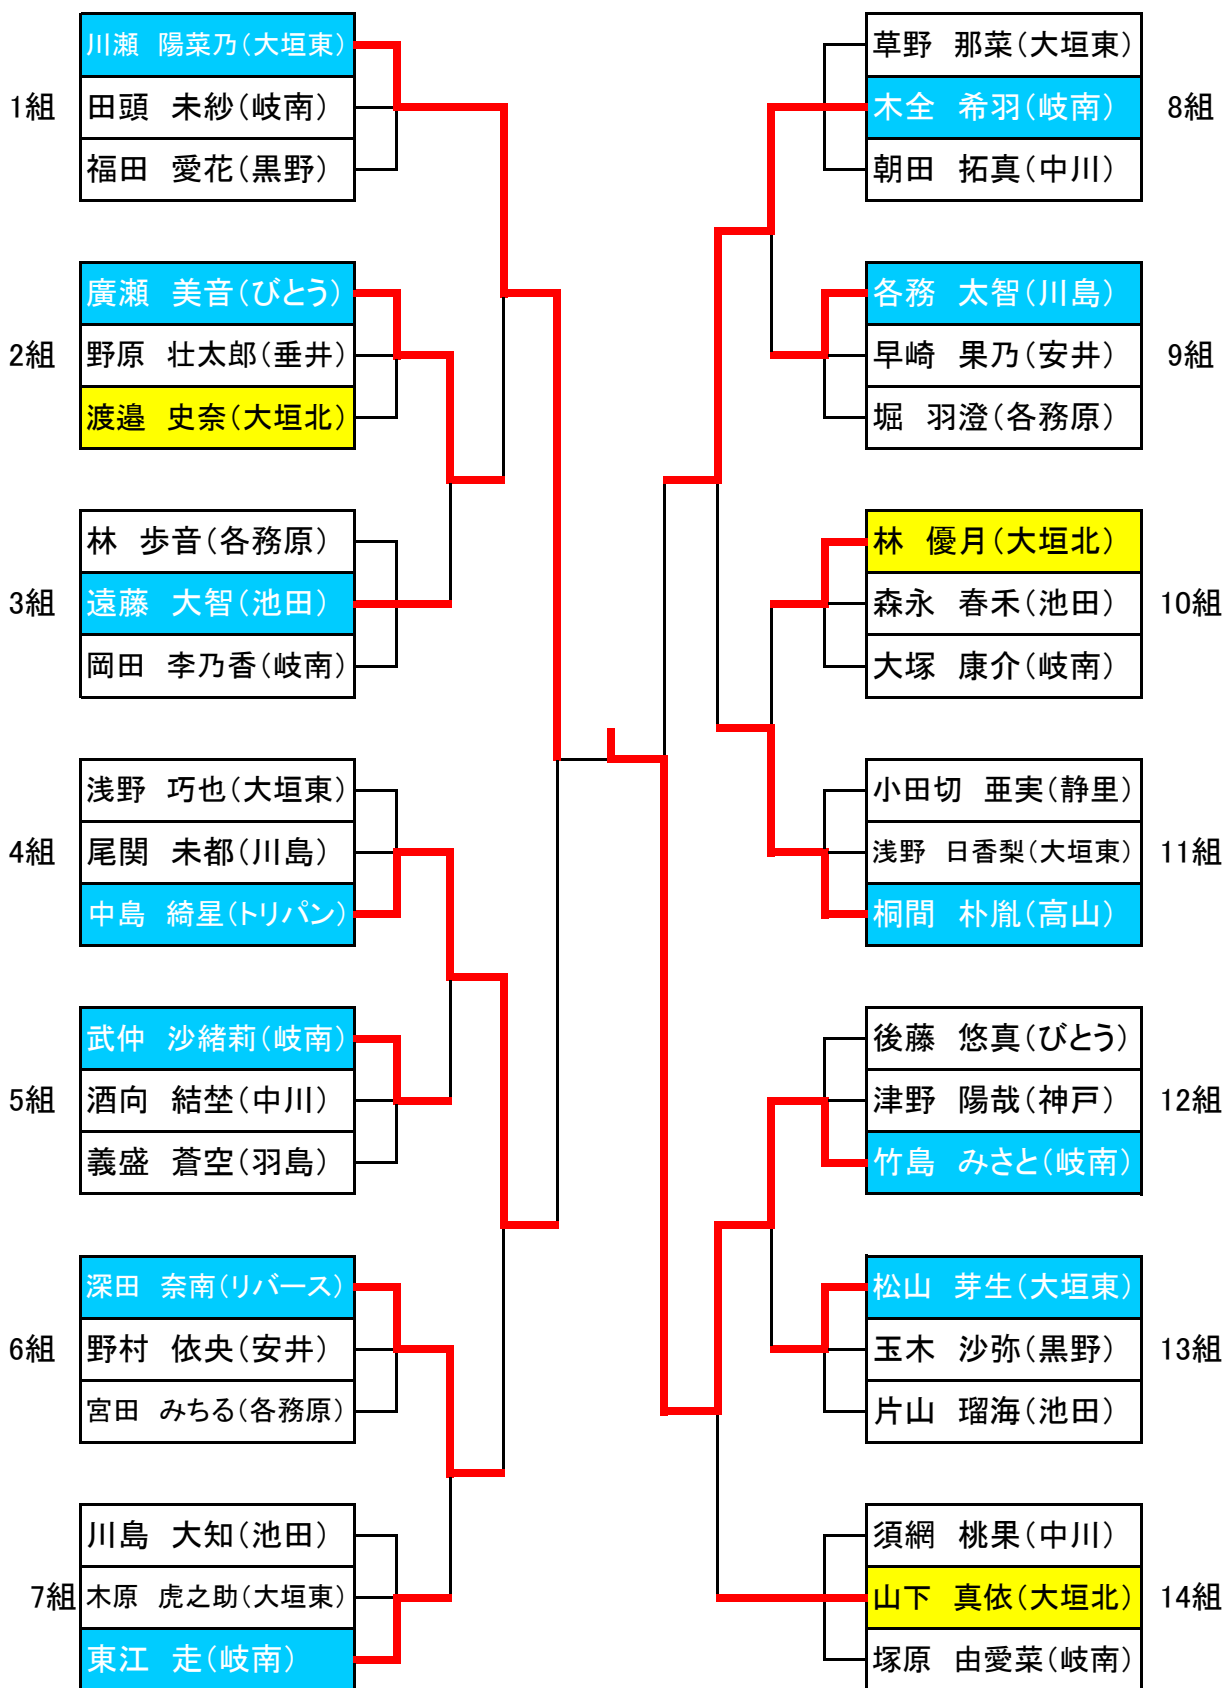 1組
川瀬 陽菜乃(大垣東)
田頭 未紗(岐南)
福田 愛花(黒野)
2組
廣瀬 美音(びとう)
野原 壮太郎(垂井)
渡邉 史奈(大垣北)
3組
林 歩音(各務原)
遠藤 大智(池田)
岡田 李乃香(岐南)
4組
浅野 巧也(大垣東)
尾関 未都(川島)
中島 綺星(トリパン)
5組
武仲 沙緒莉(岐南)
酒向 結埜(中川)
義盛 蒼空(羽島)
6組
深田 奈南(リバース)
野村 依央(安井)
宮田 みちる(各務原)
7組
川島 大知(池田)
木原 虎之助(大垣東)
東江 走(岐南)
草野 那菜(大垣東)
木全 希羽(岐南)
朝田 拓真(中川)
8組
各務 太智(川島)
早崎 果乃(安井)
堀 羽澄(各務原)
9組
林 優月(大垣北)
森永 春禾(池田)
大塚 康介(岐南)
10組
小田切 亜実(静里)
浅野 日香梨(大垣東)
桐間 朴胤(高山)
11組
後藤 悠真(びとう)
津野 陽哉(神戸)
竹島 みさと(岐南)
12組
松山 芽生(大垣東)
玉木 沙弥(黒野)
片山 瑠海(池田)
13組
須網 桃果(中川)
山下 真依(大垣北)
塚原 由愛菜(岐南)
14組